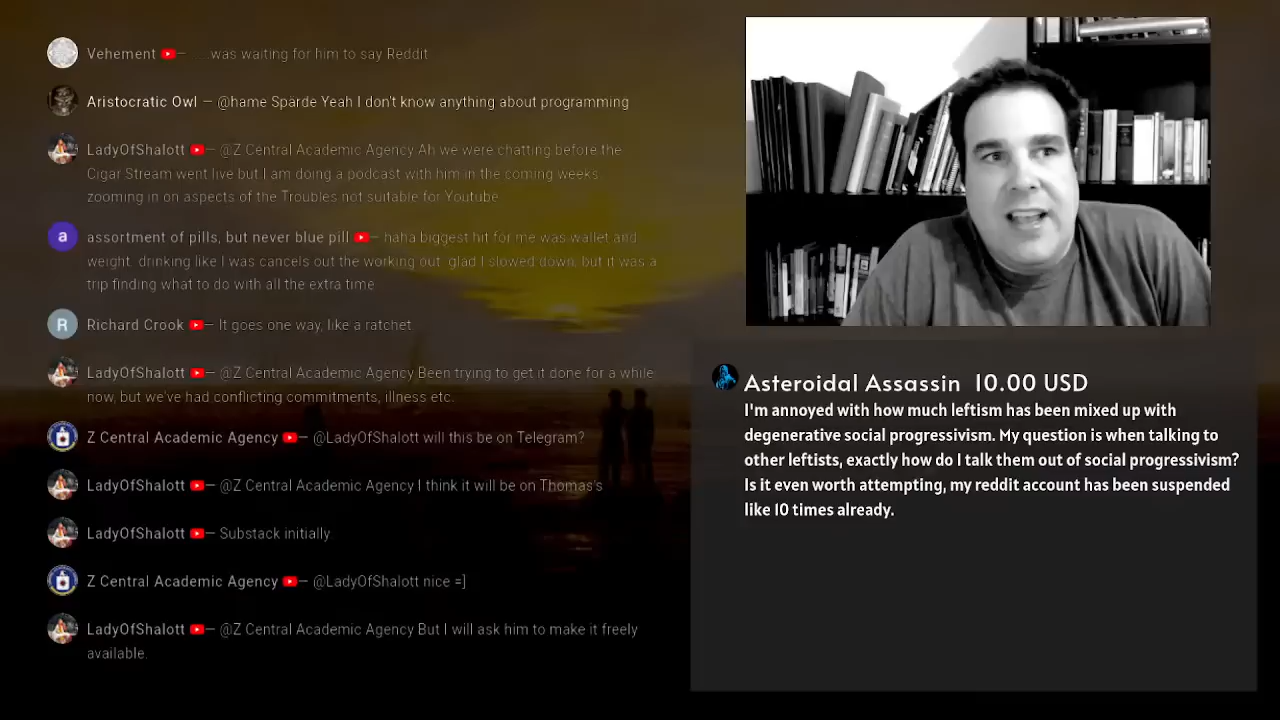 Vehement — ...was waiting for him to say Reddit
Aristocratic Owl — @hame Sparde Yeah I don't know anything about programming
LadyOfShalott — @Z Central Academic Agency Ah we were chatting before the
Cigar Stream went live but I am doing a podcast with him in the coming weeks
zooming in on aspects of the Troubles not suitable for Youtube
a
assortment of pills, but never blue pill — haha biggest hit for me was wallet and
weight. drinking like I was cancels out the working out. glad I slowed down, but it was a
trip finding what to do with all the extra time
R
Richard Crook — It goes one way, like a ratchet
LadyOfShalott — @Z Central Academic Agency Been trying to get it done for a while
now, but we've had conflicting commitments, illness etc.
Z Central Academic Agency — @LadyOfShalott will this be on Telegram?
LadyOfShalott — @Z Central Academic Agency I think it will be on Thomas's
LadyOfShalott — Substack initially
Z Central Academic Agency — @LadyOfShalott nice =]
LadyOfShalott — @Z Central Academic Agency But I will ask him to make it freely
available.
Asteroidal Assassin 10.00 USD
I'm annoyed with how much leftism has been mixed up with
degenerative social progressivism. My question is when talking to
other leftists, exactly how do I talk them out of social progressivism?
Is it even worth attempting, my reddit account has been suspended
like 10 times already.